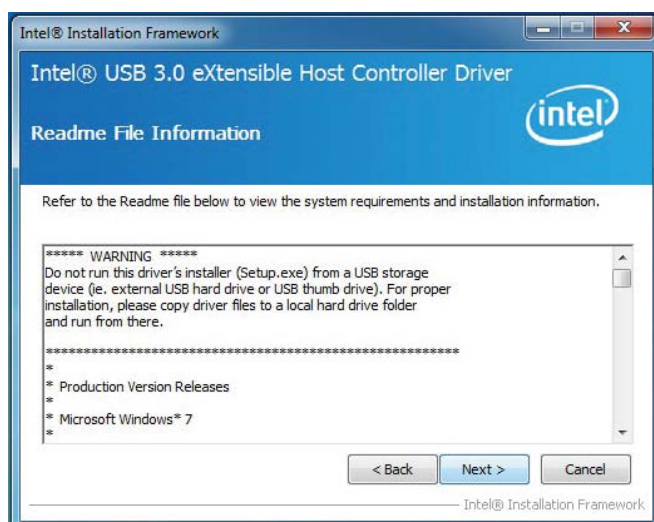 Intel® Installation Framework
Intel® USB 3.0 eXtensible Host Controller Driver
intel
Readme File Information
Refer to the Readme file below to view the system requirements and installation information.
***** WARNING *****
Do not run this driver's installer (Setup.exe) from a USB storage
device (ie. external USB hard drive or USB thumb drive). For proper
installation, please copy driver files to a local hard drive folder
and run from there.
*******************************************************
*
* Production Version Releases
*
* Microsoft Windows* 7
*
< Back
Next >
Cancel
Intel® Installation Framework